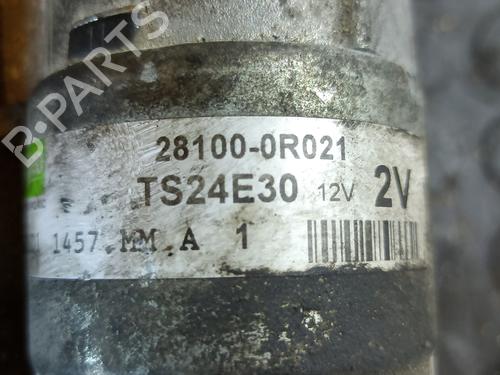 B-PARTS
28100-0R021
TS24E30 12V 2V
1457 MM A 1